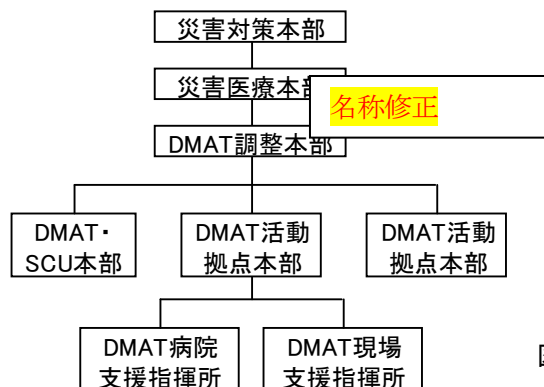 災害対策本部
災害医療本部
名称修正
DMAT調整本部
DMAT・
SCU本部
DMAT活動
拠点本部
DMAT活動
拠点本部
DMAT病院
支援指揮所
DMAT現場
支援指揮所